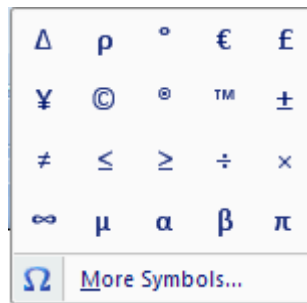 Δ ρ ° € £
¥ © ® ™ ±
≠ ≤ ≥ ÷ ×
∞ µ α β π
Ω More Symbols...